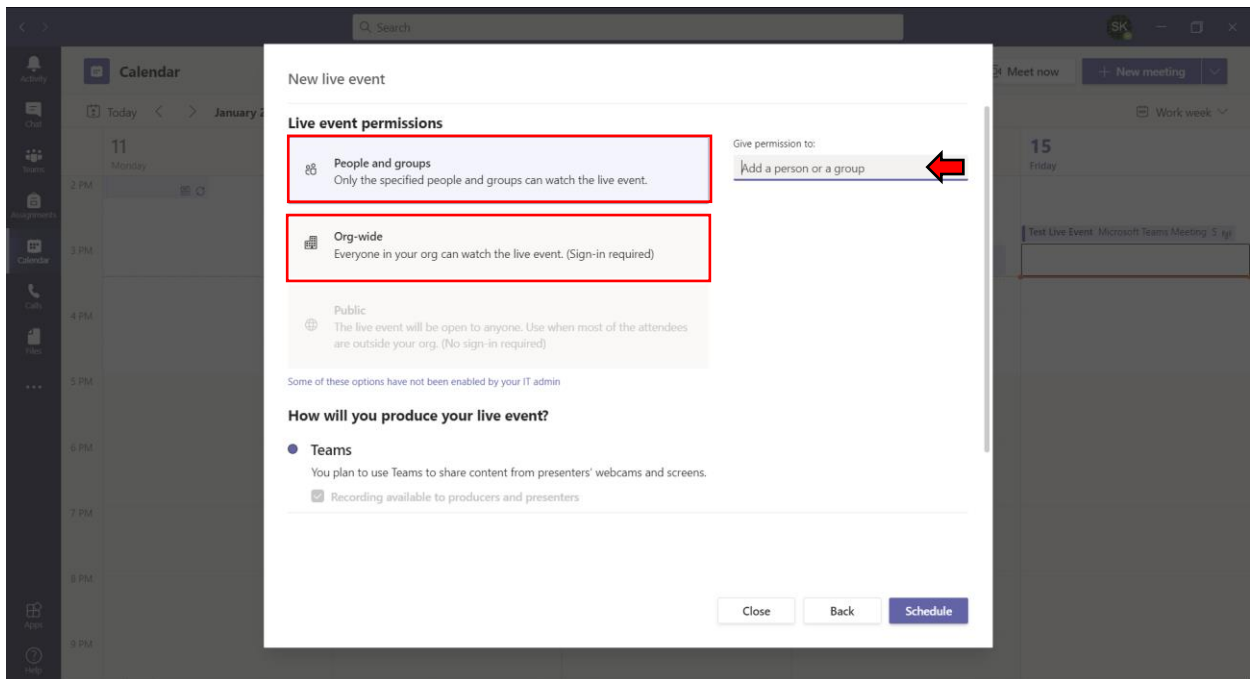 Search
SK
Activity
Chat
Teams
Assignments
Calendar
Calls
Files
Apps
Help
Calendar
Meet now
New meeting
Today
January 2
Work week
11
Monday
15
Friday
2 PM
3 PM
4 PM
5 PM
6 PM
7 PM
8 PM
9 PM
Test Live Event Microsoft Teams Meeting S
New live event
Live event permissions
People and groups
Only the specified people and groups can watch the live event.
Org-wide
Everyone in your org can watch the live event. (Sign-in required)
Public
The live event will be open to anyone. Use when most of the attendees
are outside your org. (No sign-in required)
Some of these options have not been enabled by your IT admin
Give permission to:
Add a person or a group
How will you produce your live event?
Teams
You plan to use Teams to share content from presenters' webcams and screens.
Recording available to producers and presenters
Close
Back
Schedule